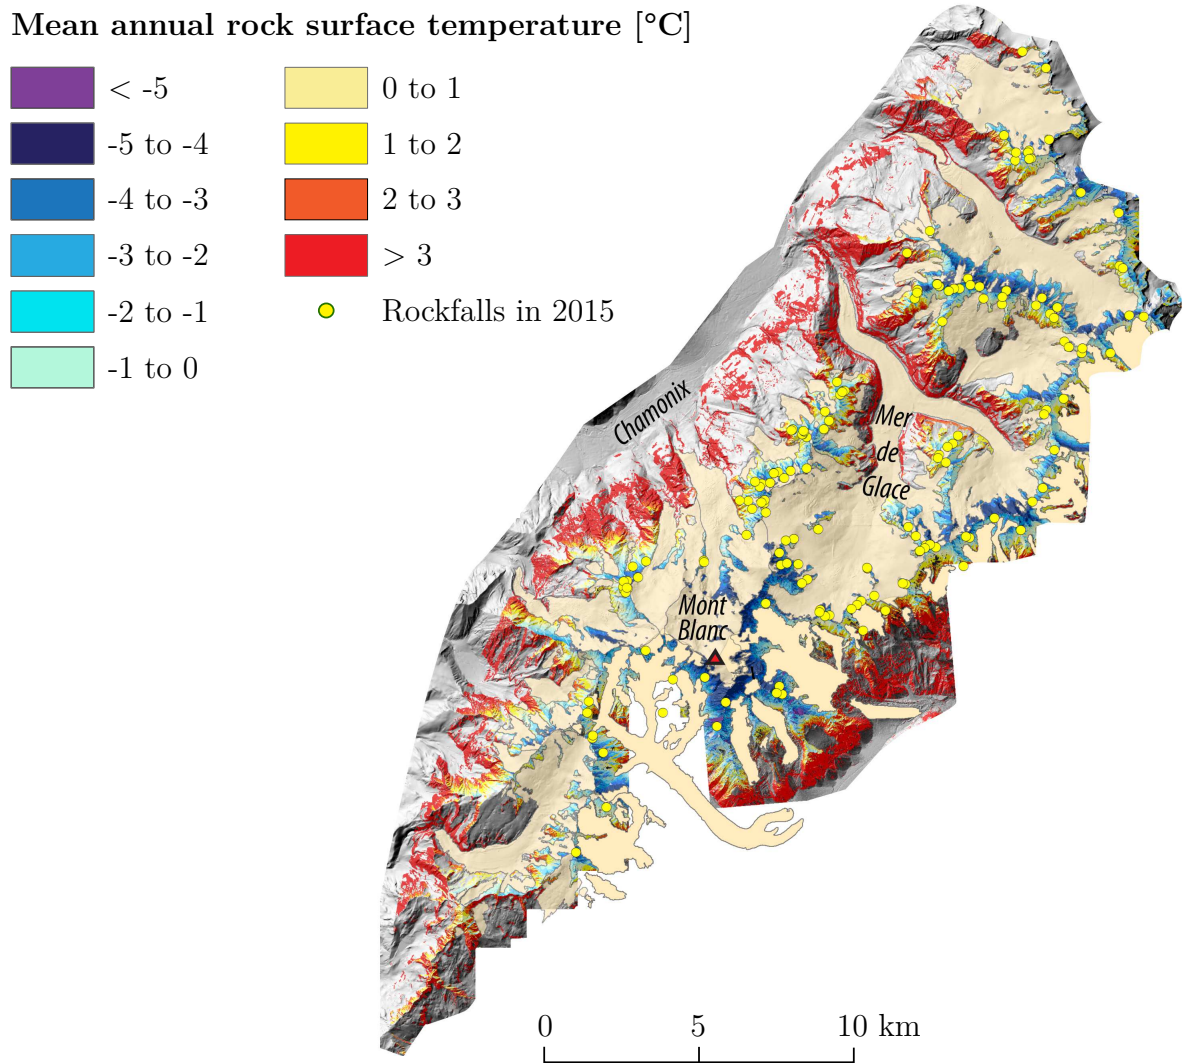 Mean annual rock surface temperature [°C]
< -5
-5 to -4
-4 to -3
-3 to -2
-2 to -1
-1 to 0
0 to 1
1 to 2
2 to 3
> 3
Rockfalls in 2015
Chamonix
Mer
de
Glace
Mont
Blanc
0 5 10 km